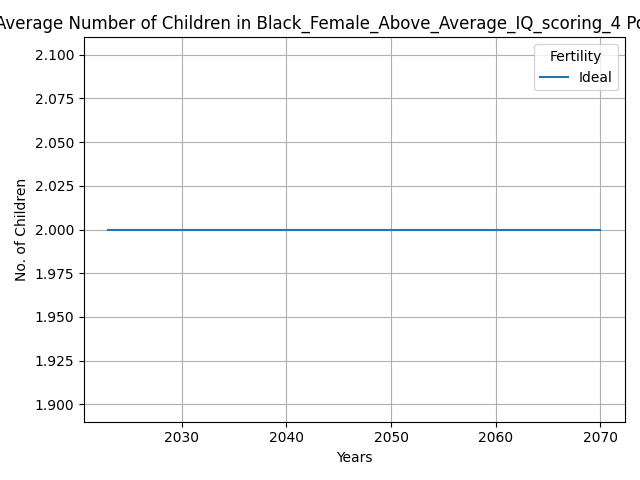 Average Number of Children in Black_Female_Above_Average_IQ_scoring_4
Fertility
Ideal
2.100
2.075
2.050
2.025
2.000
1.975
1.950
1.925
1.900
No. of Children
2030 2040 2050 2060 2070
Years